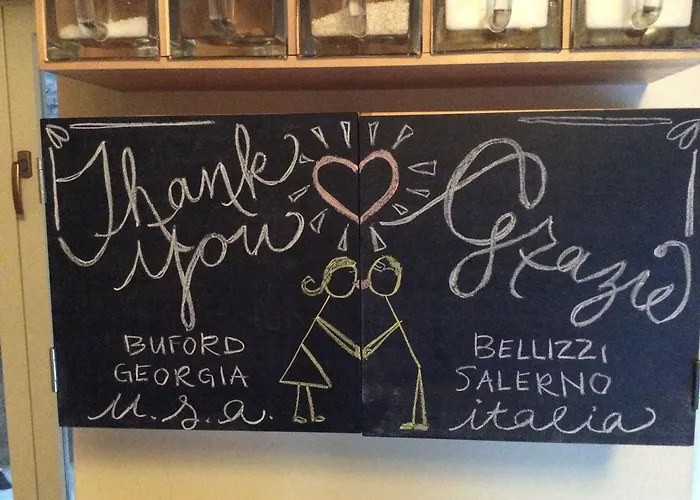 Thank
you
BUFORD
GEORGIA
U.S.A.
Grazie
BELLIZZI
SALERNO
italia